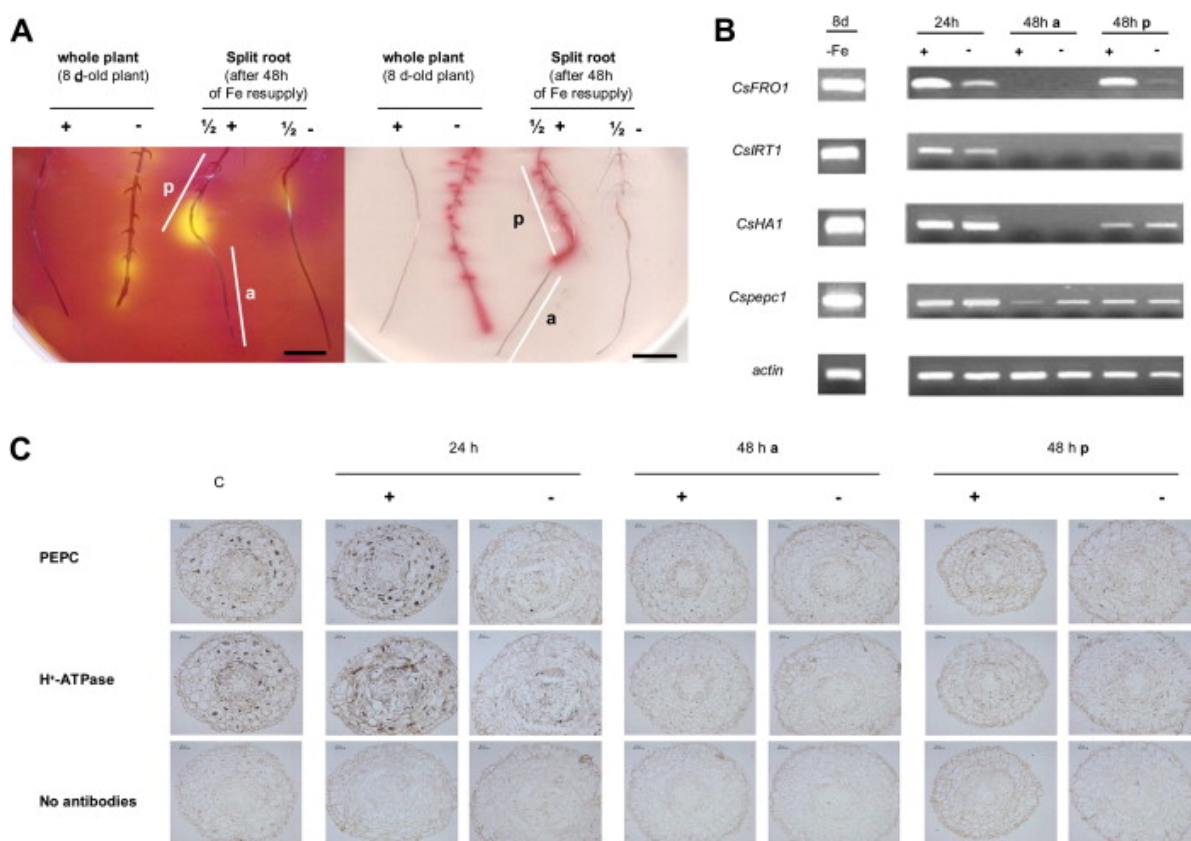 A
whole plant
(8 d-old plant)
Split root
(after 48h
of Fe resupply)
whole plant
(8 d-old plant)
Split root
(after 48h
of Fe resupply)
+ - ½ + ½ -
+ - ½ + ½ -
p
a
p
a
B
8d 24h 48h a 48h p
-Fe + - + - + -
CsFRO1
CsIRT1
CsHA1
Cspepc1
actin
C
24 h 48 h a 48 h p
C + - + - + -
PEPC
H+-ATPase
No antibodies